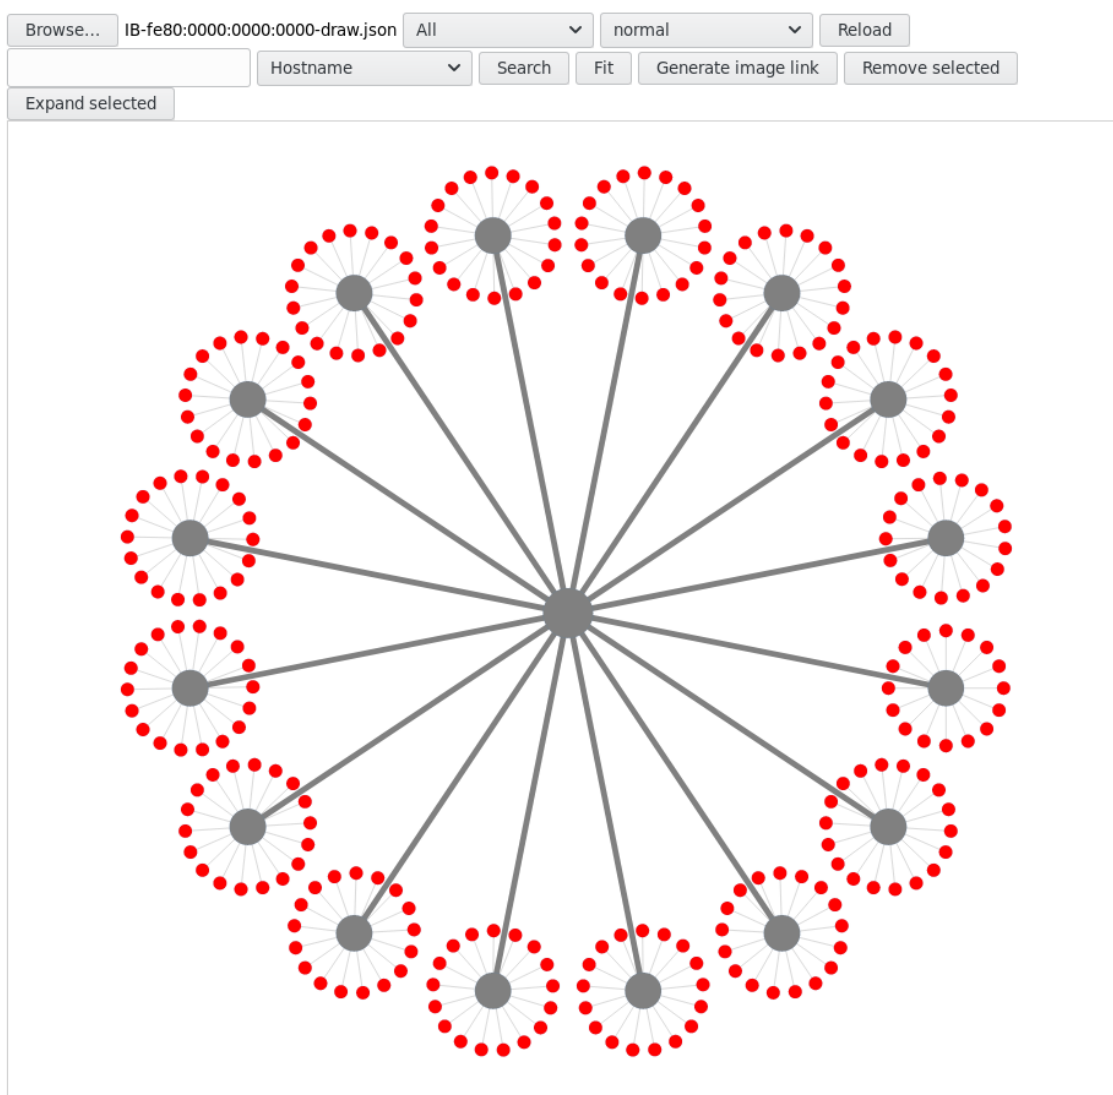 Browse... IB-fe80:0000:0000:0000-draw.json All normal Reload
Hostname Search Fit Generate image link Remove selected
Expand selected